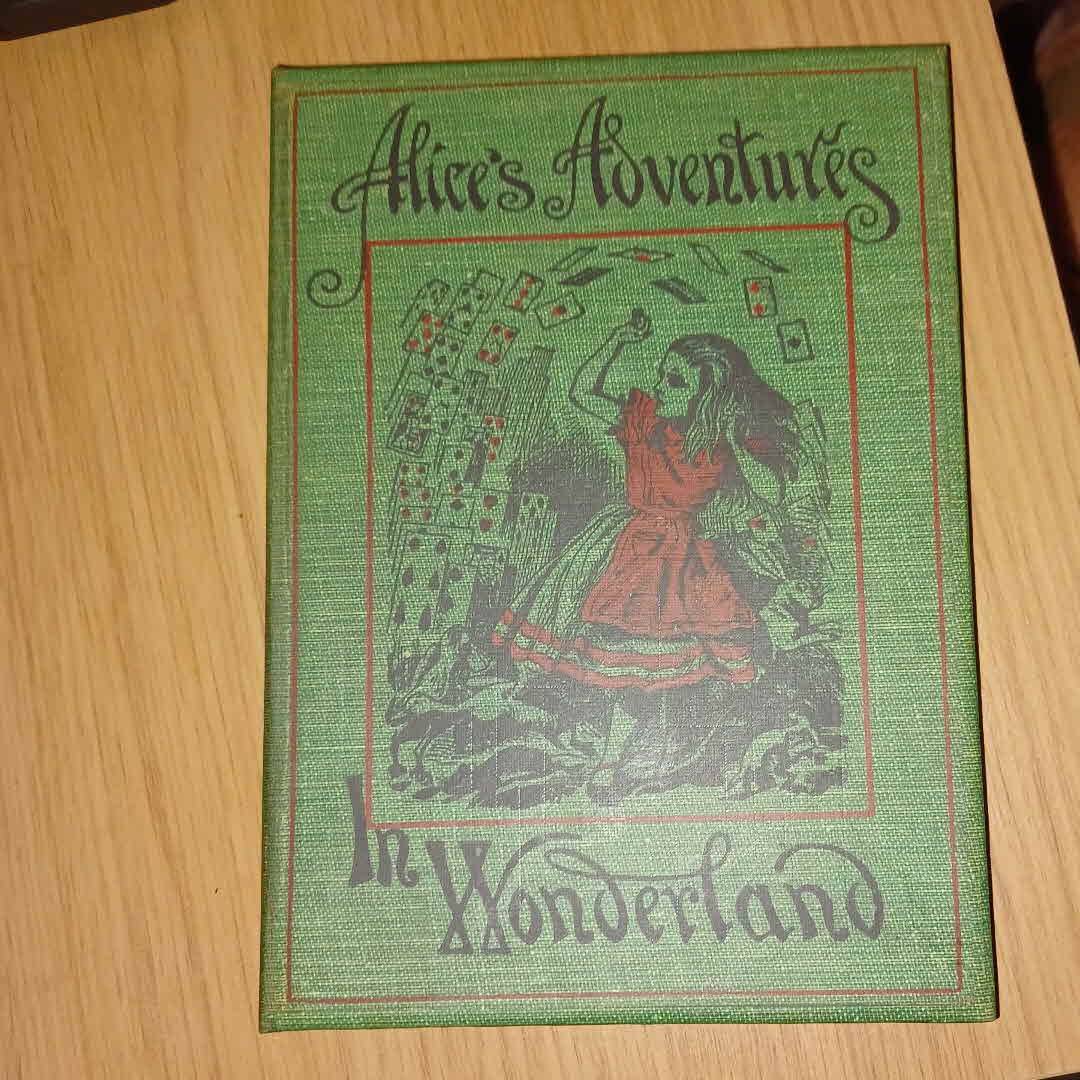 Alice's Adventures
In
Wonderland